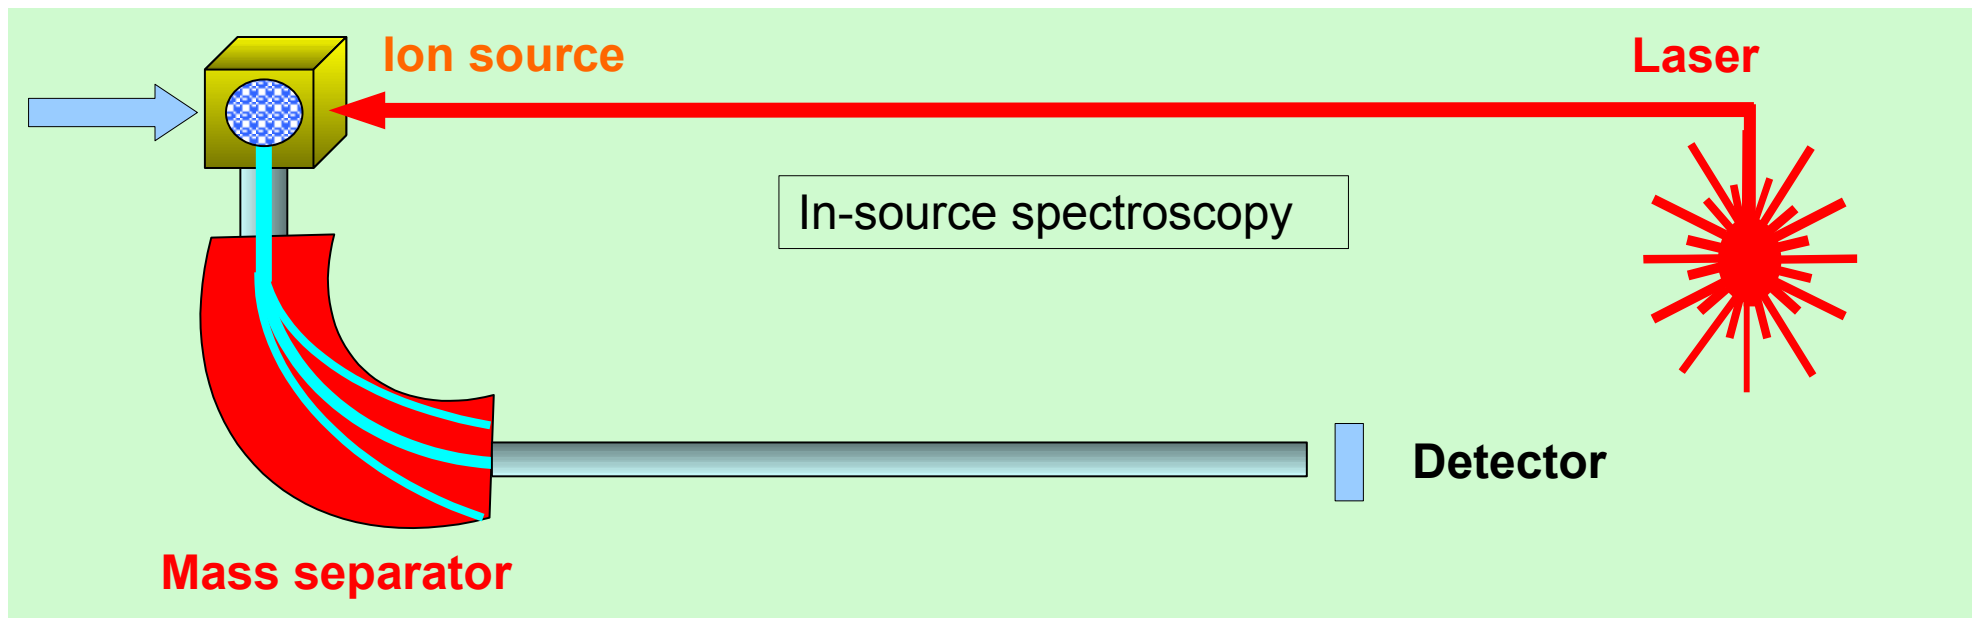 Ion source
Laser
In-source spectroscopy
Detector
Mass separator